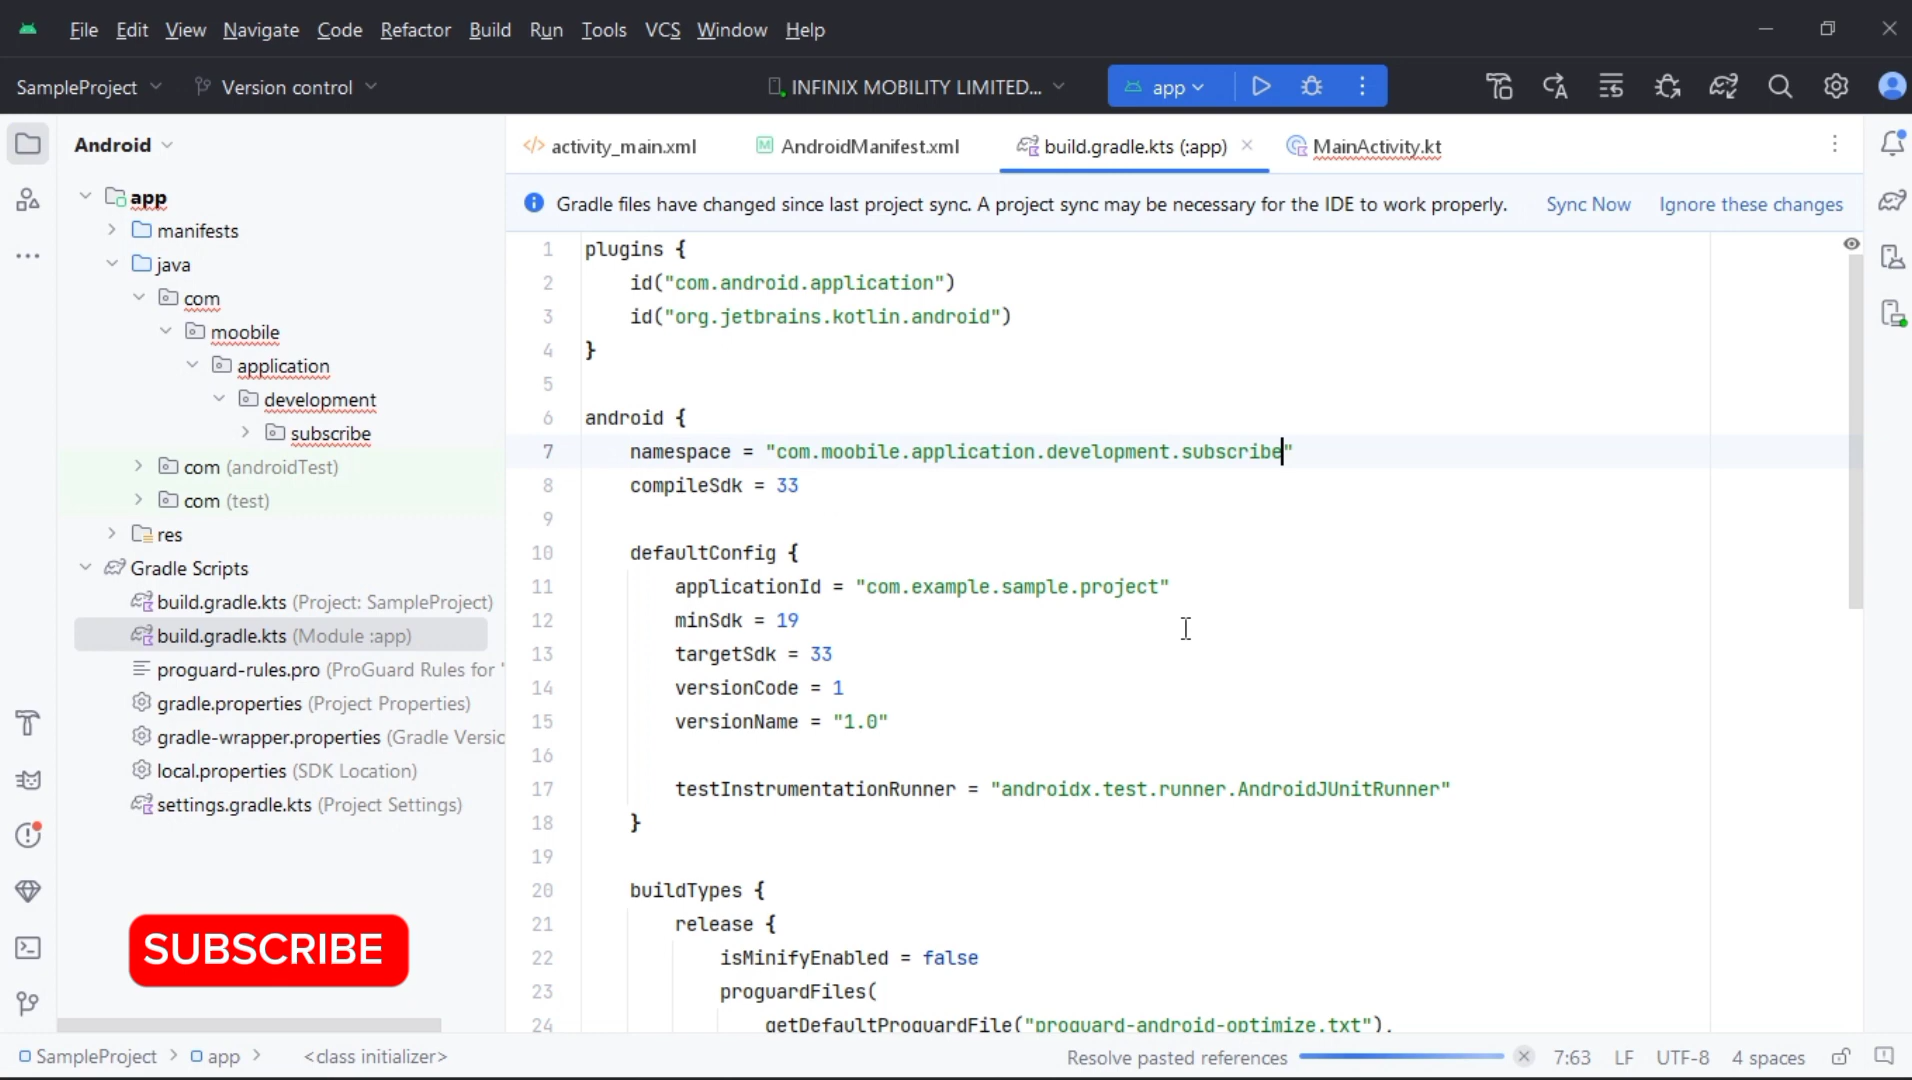 File Edit View Navigate Code Refactor Build Run Tools VCS Window Help
SampleProject Version control INFINIX MOBILITY LIMITED... app
Android
app
manifests
java
com
moobile
application
development
subscribe
com (androidTest)
com (test)
res
Gradle Scripts
build.gradle.kts (Project: SampleProject)
build.gradle.kts (Module :app)
proguard-rules.pro (ProGuard Rules for "
gradle.properties (Project Properties)
gradle-wrapper.properties (Gradle Versic
local.properties (SDK Location)
settings.gradle.kts (Project Settings)
SUBSCRIBE
activity_main.xml AndroidManifest.xml build.gradle.kts (:app) MainActivity.kt
Gradle files have changed since last project sync. A project sync may be necessary for the IDE to work properly. Sync Now Ignore these changes
1 plugins {
2 id("com.android.application")
3 id("org.jetbrains.kotlin.android")
4 }
5
6 android {
7 namespace = "com.moobile.application.development.subscribe"
8 compileSdk = 33
9
10 defaultConfig {
11 applicationId = "com.example.sample.project"
12 minSdk = 19
13 targetSdk = 33
14 versionCode = 1
15 versionName = "1.0"
16
17 testInstrumentationRunner = "androidx.test.runner.AndroidJUnitRunner"
18 }
19
20 buildTypes {
21 release {
22 isMinifyEnabled = false
23 proguardFiles(
24 getDefaultProguardFile("proguard-android-optimize.txt"),
SampleProject > app > <class initializer> Resolve pasted references 7:63 LF UTF-8 4 spaces